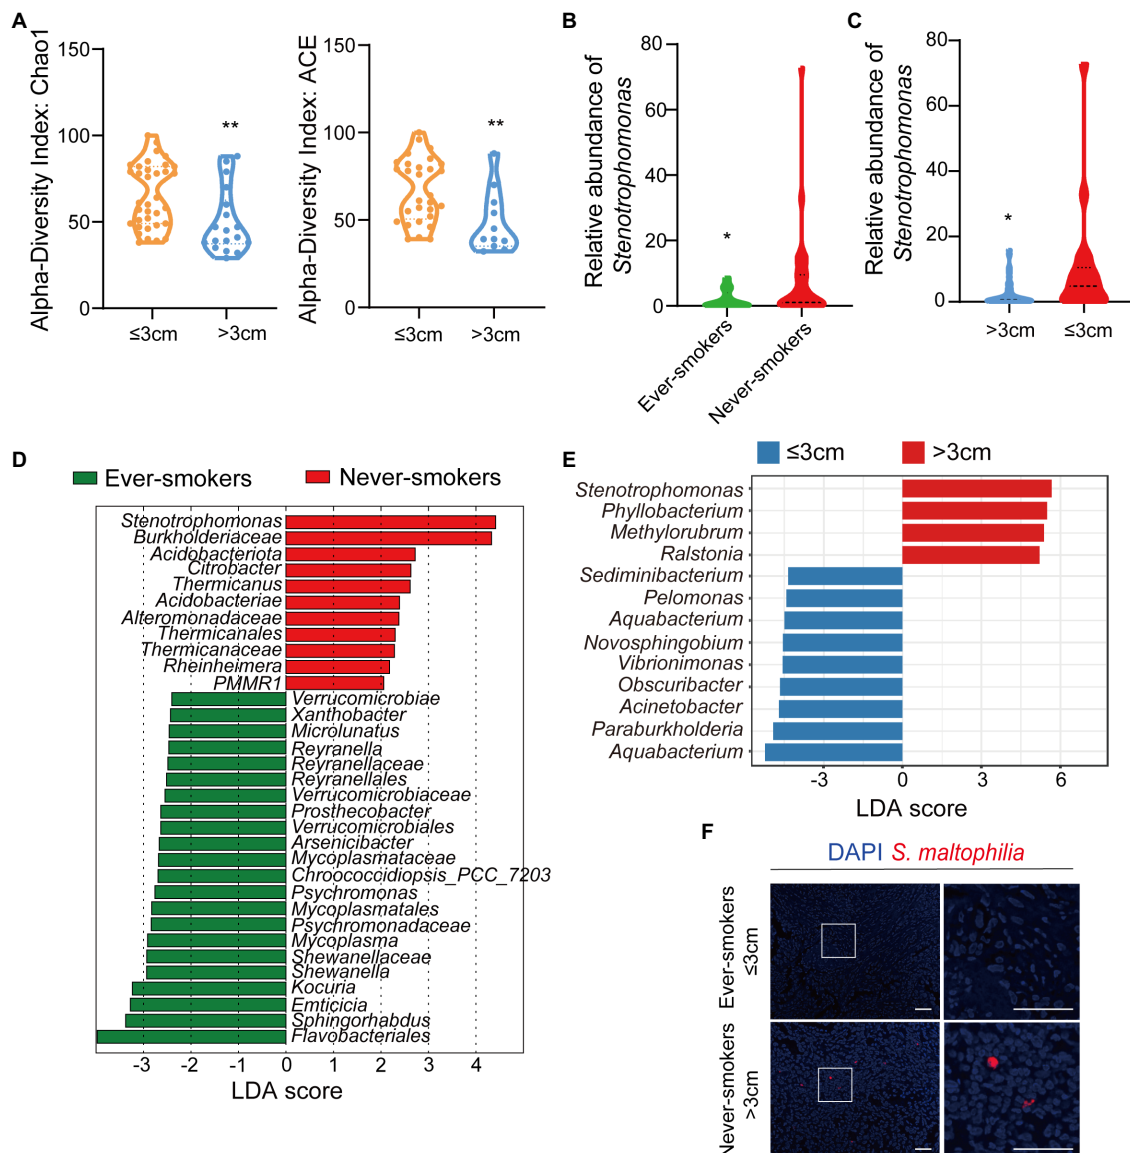 A
Alpha-Diversity Index: Chao1
150
100
50
0
**
≤3cm
>3cm
Alpha-Diversity Index: ACE
150
100
50
0
**
≤3cm
>3cm
B
Relative abundance of
Stenotrophomonas
80
60
40
20
0
*
Ever-smokers
Never-smokers
C
Relative abundance of
Stenotrophomonas
80
60
40
20
0
*
>3cm
≤3cm
D
Ever-smokers
Never-smokers
Stenotrophomonas
Burkholderiaceae
Acidobacteriota
Citrobacter
Thermicanus
Acidobacteriae
Alteromonadaceae
Thermicanales
Thermicanaceae
Rheinheimera
PMMR1
Verrucomicrobiae
Xanthobacter
Microlunatus
Reyranella
Reyranellaceae
Reyranellales
Verrucomicrobiaceae
Prosthecobacter
Verrucomicrobiales
Arsenicibacter
Mycoplasmataceae
Chroococcidiopsis_PCC_7203
Psychromonas
Mycoplasmatales
Psychromonadaceae
Mycoplasma
Shewanellaceae
Shewanella
Kocuria
Emticicia
Sphingorhabdus
Flavobacteriales
-3 -2 -1 0 1 2 3 4
LDA score
E
≤3cm
>3cm
Stenotrophomonas
Phyllobacterium
Methylorubrum
Ralstonia
Sediminibacterium
Pelomonas
Aquabacterium
Novosphingobium
Vibrionimonas
Obscuribacter
Acinetobacter
Paraburkholderia
Aquabacterium
-3 0 3 6
LDA score
F
DAPI S. maltophilia
Ever-smokers
≤3cm
Never-smokers
>3cm